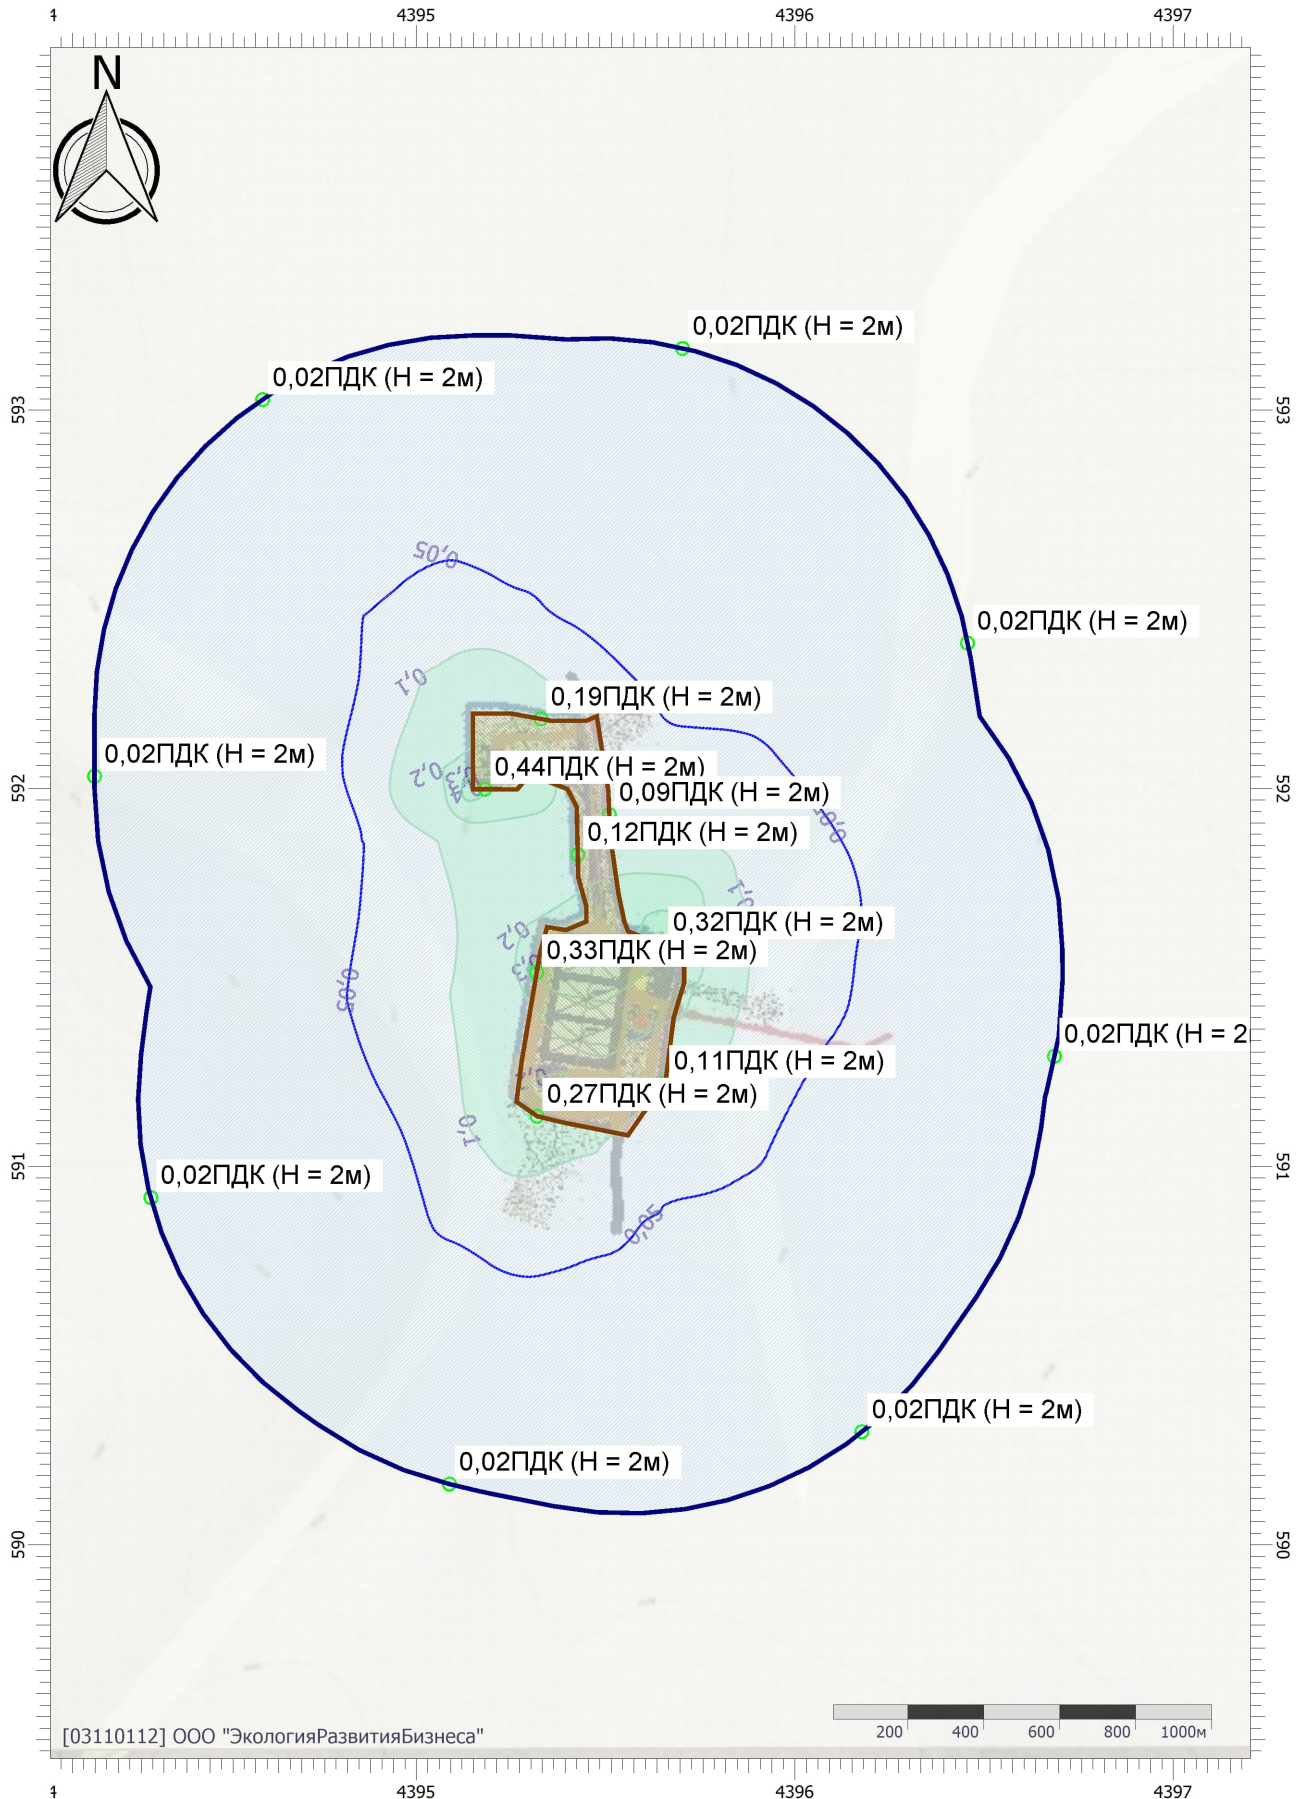 4 4395 4396 4397
N
0,02ПДК (Н = 2м)
0,02ПДК (Н = 2м)
593 593
0,05
0,02ПДК (Н = 2м)
0,1
0,19ПДК (Н = 2м)
0,02ПДК (Н = 2м)
0,44ПДК (Н = 2м)
0,2
592 592
0,09ПДК (Н = 2м)
0,05
0,12ПДК (Н = 2м)
0,1
0,32ПДК (Н = 2м)
0,2
0,33ПДК (Н = 2м)
0,3
0,05
0,02ПДК (Н = 2
0,11ПДК (Н = 2м)
0,27ПДК (Н = 2м)
0,1
591 591
0,02ПДК (Н = 2м)
0,05
0,02ПДК (Н = 2м)
0,02ПДК (Н = 2м)
590 590
200 400 600 800 1000м
[03110112] ООО "ЭкологияРазвитияБизнеса"
4 4395 4396 4397